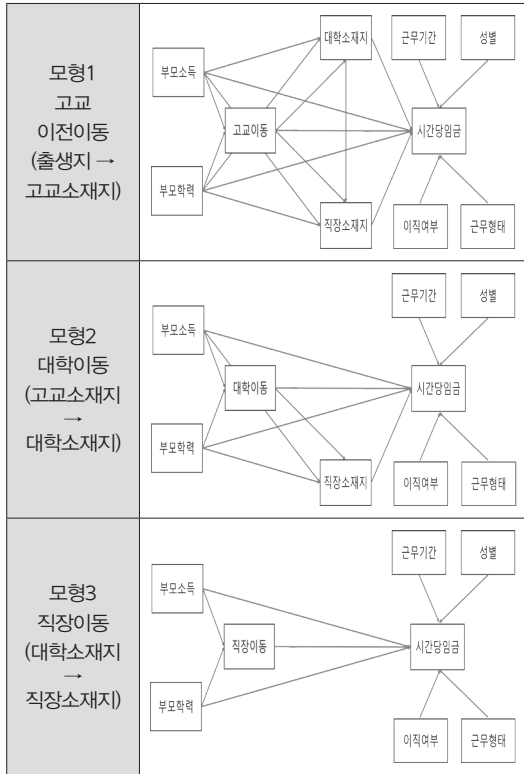 모형1
고교
이전이동
(출생지 →
고교소재지)
부모소득
부모학력
고교이동
대학소재지
직장소재지
근무기간
성별
시간당임금
이직여부
근무형태
모형2
대학이동
(고교소재지
→
대학소재지)
부모소득
부모학력
대학이동
직장소재지
근무기간
성별
시간당임금
이직여부
근무형태
모형3
직장이동
(대학소재지
→
직장소재지)
부모소득
부모학력
직장이동
근무기간
성별
시간당임금
이직여부
근무형태